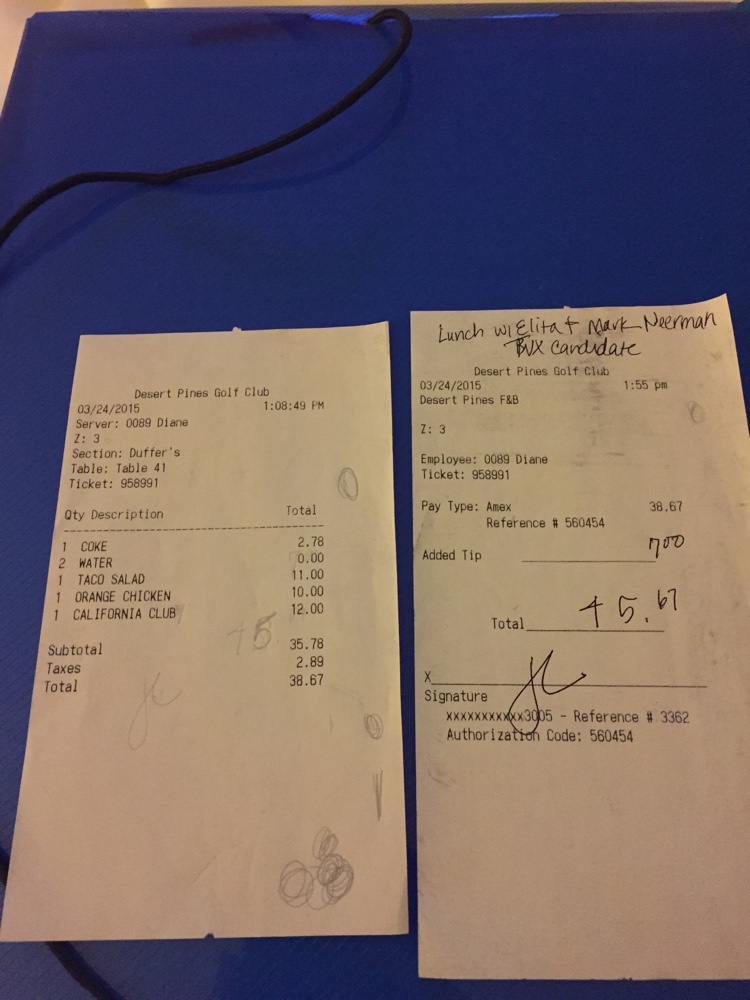 Desert Pines Golf Club
03/24/2015 1:08:49 PM
Server: 0089 Diane
Z: 3
Section: Duffer's
Table: Table 41
Ticket: 958991
Qty Description Total
1 COKE 2.78
2 WATER 0.00
1 TACO SALAD 11.00
1 ORANGE CHICKEN 10.00
1 CALIFORNIA CLUB 12.00
Subtotal 35.78
Taxes 2.89
Total 38.67
Lunch w/ Elita + Mark Neerman
candidate
Desert Pines Golf Club
03/24/2015 1:55 pm
Desert Pines F&B
Z: 3
Employee: 0089 Diane
Ticket: 958991
Pay Type: Amex 38.67
Reference # 560454
Added Tip 700
Total 45.67
X
Signature
xxxxxxxxxxx3005 - Reference # 3362
Authorization Code: 560454